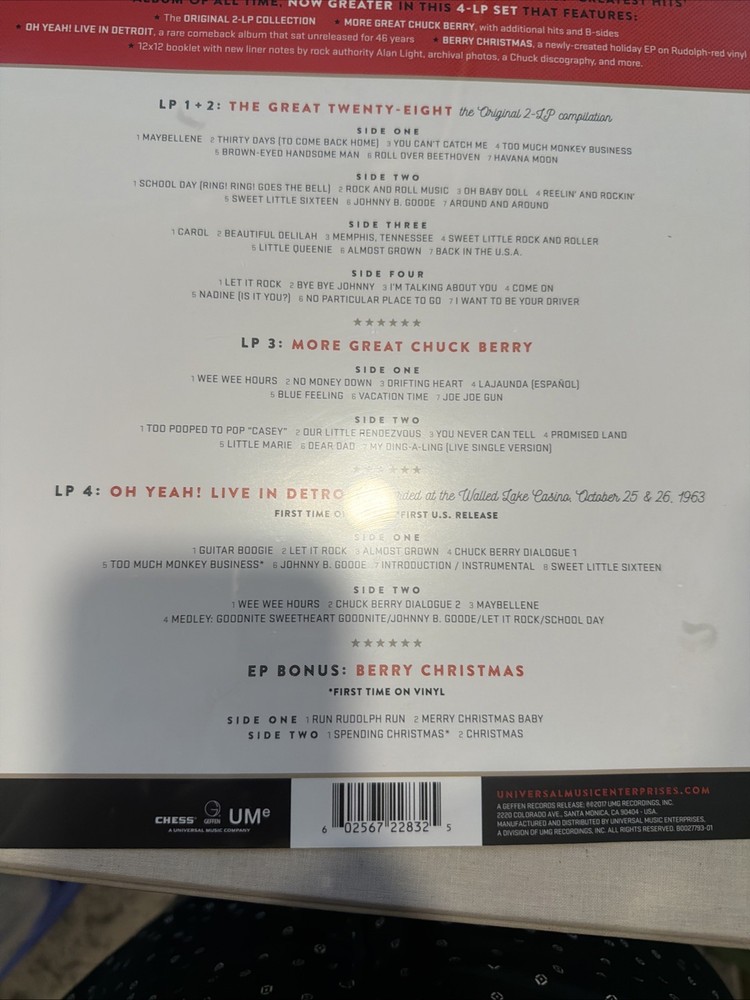 ALBUM OF ALL TIME, NOW GREATER IN THIS 4-LP SET THAT FEATURES:
★ The ORIGINAL 2-LP COLLECTION ★ MORE GREAT CHUCK BERRY, with additional hits and B-sides
★ OH YEAH! LIVE IN DETROIT, a rare comeback album that sat unreleased for 46 years ★ BERRY CHRISTMAS, a newly-created holiday EP on Rudolph-red vinyl
★ 12x12 booklet with new liner notes by rock authority Alan Light, archival photos, a Chuck discography, and more.
LP 1+2: THE GREAT TWENTY-EIGHT the Original 2-LP compilation
SIDE ONE
1 MAYBELLENE 2 THIRTY DAYS (TO COME BACK HOME) 3 YOU CAN'T CATCH ME 4 TOO MUCH MONKEY BUSINESS
5 BROWN-EYED HANDSOME MAN 6 ROLL OVER BEETHOVEN 7 HAVANA MOON
SIDE TWO
1 SCHOOL DAY (RING! RING! GOES THE BELL) 2 ROCK AND ROLL MUSIC 3 OH BABY DOLL 4 REELIN' AND ROCKIN'
5 SWEET LITTLE SIXTEEN 6 JOHNNY B. GOODE 7 AROUND AND AROUND
SIDE THREE
1 CAROL 2 BEAUTIFUL DELILAH 3 MEMPHIS, TENNESSEE 4 SWEET LITTLE ROCK AND ROLLER
5 LITTLE QUEENIE 6 ALMOST GROWN 7 BACK IN THE U.S.A.
SIDE FOUR
1 LET IT ROCK 2 BYE BYE JOHNNY 3 I'M TALKING ABOUT YOU 4 COME ON
5 NADINE (IS IT YOU?) 6 NO PARTICULAR PLACE TO GO 7 I WANT TO BE YOUR DRIVER
★★★★★★
LP 3: MORE GREAT CHUCK BERRY
SIDE ONE
1 WEE WEE HOURS 2 NO MONEY DOWN 3 DRIFTING HEART 4 LAJAUNDA (ESPAÑOL)
5 BLUE FEELING 6 VACATION TIME 7 JOE JOE GUN
SIDE TWO
1 TOO POOPED TO POP "CASEY" 2 OUR LITTLE RENDEZVOUS 3 YOU NEVER CAN TELL 4 PROMISED LAND
5 LITTLE MARIE 6 DEAR DAD 7 MY DING-A-LING (LIVE SINGLE VERSION)
LP 4: OH YEAH! LIVE IN DETRO rded at the Walled Lake Casino, October 25 & 26, 1963
FIRST TIME O *FIRST U.S. RELEASE
SIDE ONE
1 GUITAR BOOGIE 2 LET IT ROCK 3 ALMOST GROWN 4 CHUCK BERRY DIALOGUE 1
5 TOO MUCH MONKEY BUSINESS* 6 JOHNNY B. GOODE 7 INTRODUCTION / INSTRUMENTAL 8 SWEET LITTLE SIXTEEN
SIDE TWO
1 WEE WEE HOURS 2 CHUCK BERRY DIALOGUE 2 3 MAYBELLENE
4 MEDLEY: GOODNITE SWEETHEART GOODNITE/JOHNNY B. GOODE/LET IT ROCK/SCHOOL DAY
★★★★★★
EP BONUS: BERRY CHRISTMAS
*FIRST TIME ON VINYL
SIDE ONE 1 RUN RUDOLPH RUN 2 MERRY CHRISTMAS BABY
SIDE TWO 1 SPENDING CHRISTMAS* 2 CHRISTMAS
CHESS GEFFEN UMe
A UNIVERSAL MUSIC COMPANY
6 02567 22832 5
UNIVERSALMUSICENTERPRISES.COM
A GEFFEN RECORDS RELEASE; ℗©2017 UMG RECORDINGS, INC.
2220 COLORADO AVE., SANTA MONICA, CA 90404 - USA.
MANUFACTURED AND DISTRIBUTED BY UNIVERSAL MUSIC ENTERPRISES,
A DIVISION OF UMG RECORDINGS, INC. ALL RIGHTS RESERVED. B0027793-01